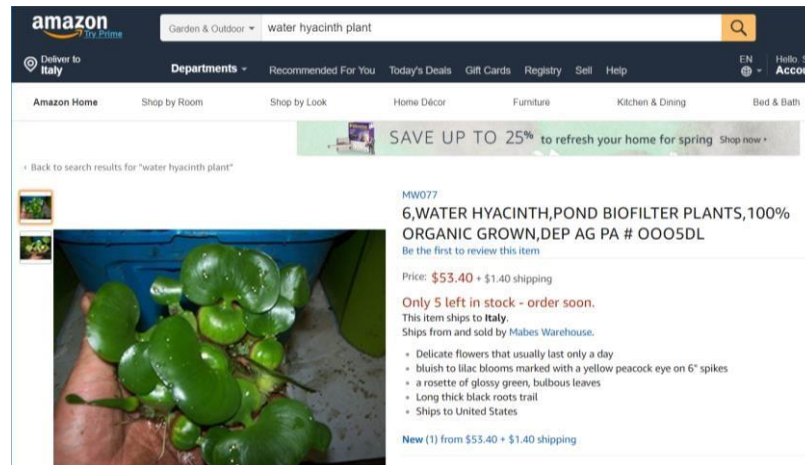 amazon
Try Prime
Garden & Outdoor
water hyacinth plant
Deliver to
Italy
Departments
Recommended For You
Today's Deals
Gift Cards
Registry
Sell
Help
EN
Hello.
Amazon Home
Shop by Room
Shop by Look
Home Décor
Furniture
Kitchen & Dining
Bed & Bath
SAVE UP TO 25% to refresh your home for spring Shop now ›
‹ Back to search results for "water hyacinth plant"
MW077
6,WATER HYACINTH,POND BIOFILTER PLANTS,100%
ORGANIC GROWN,DEP AG PA # OOO5DL
Be the first to review this item
Price: $53.40 + $1.40 shipping
Only 5 left in stock - order soon.
This item ships to Italy.
Ships from and sold by Mabes Warehouse.
Delicate flowers that usually last only a day
bluish to lilac blooms marked with a yellow peacock eye on 6" spikes
a rosette of glossy green, bulbous leaves
Long thick black roots trail
Ships to United States
New (1) from $53.40 + $1.40 shipping